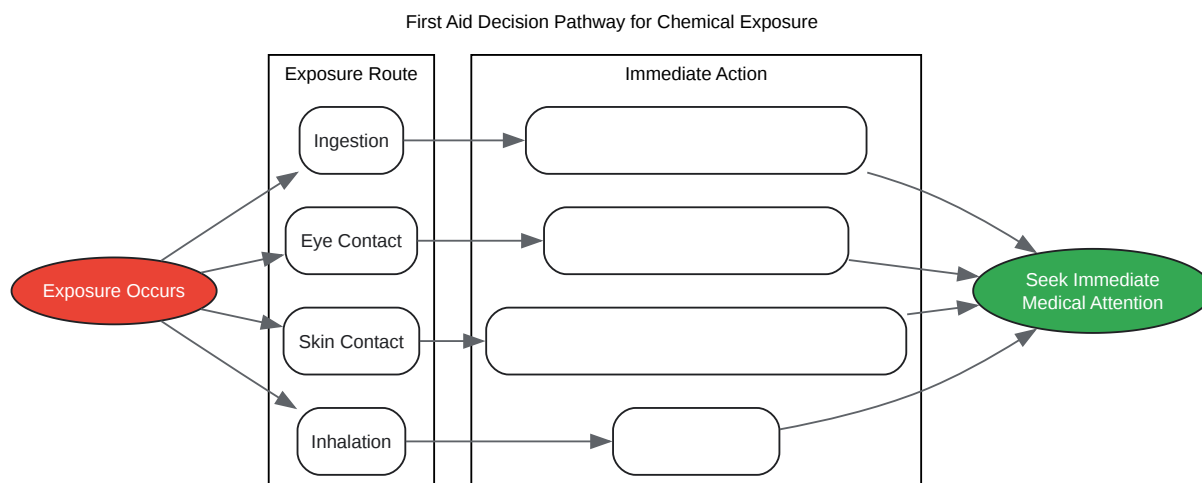 First Aid Decision Pathway for Chemical Exposure
Exposure Route
Immediate Action
Ingestion
Eye Contact
Exposure Occurs
Seek Immediate
Medical Attention
Skin Contact
Inhalation